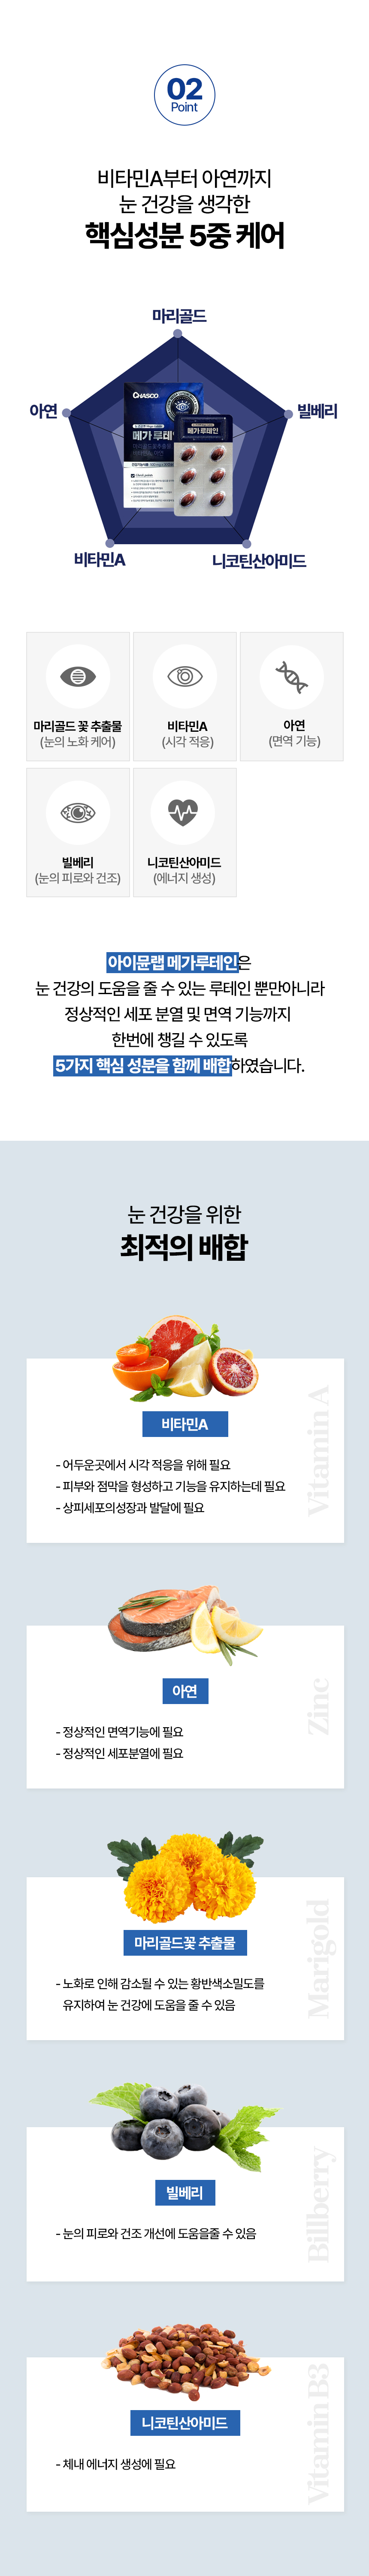 02
Point
비타민A부터 아연까지
눈 건강을 생각한
핵심성분 5중 케어
마리골드
아연
빌베리
HASCO
메가 루테인
메가 루테인
비타민A
니코틴산아미드
마리골드 꽃 추출물
(눈의 노화 케어)
비타민A
(시각 적응)
아연
(면역 기능)
빌베리
(눈의 피로와 건조)
니코틴산아미드
(에너지 생성)
아이뮨랩 메가루테인은
눈 건강의 도움을 줄 수 있는 루테인 뿐만아니라
정상적인 세포 분열 및 면역 기능까지
한번에 챙길 수 있도록
5가지 핵심 성분을 함께 배합하였습니다.
눈 건강을 위한
최적의 배합
Vitamin A
비타민A
- 어두운곳에서 시각 적응을 위해 필요
- 피부와 점막을 형성하고 기능을 유지하는데 필요
- 상피세포의성장과 발달에 필요
Zinc
아연
- 정상적인 면역기능에 필요
- 정상적인 세포분열에 필요
Marigold
마리골드꽃 추출물
- 노화로 인해 감소될 수 있는 황반색소밀도를
유지하여 눈 건강에 도움을 줄 수 있음
Billberry
빌베리
- 눈의 피로와 건조 개선에 도움을줄 수 있음
Vitamin B3
니코틴산아미드
- 체내 에너지 생성에 필요